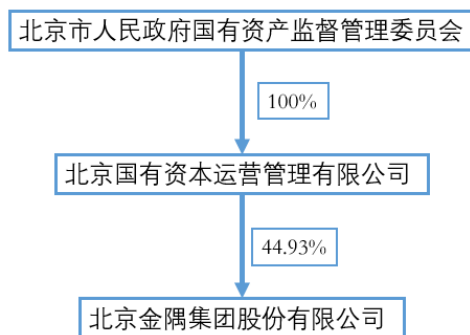 北京市人民政府国有资产监督管理委员会
100%
北京国有资本运营管理有限公司
44.93%
北京金隅集团股份有限公司